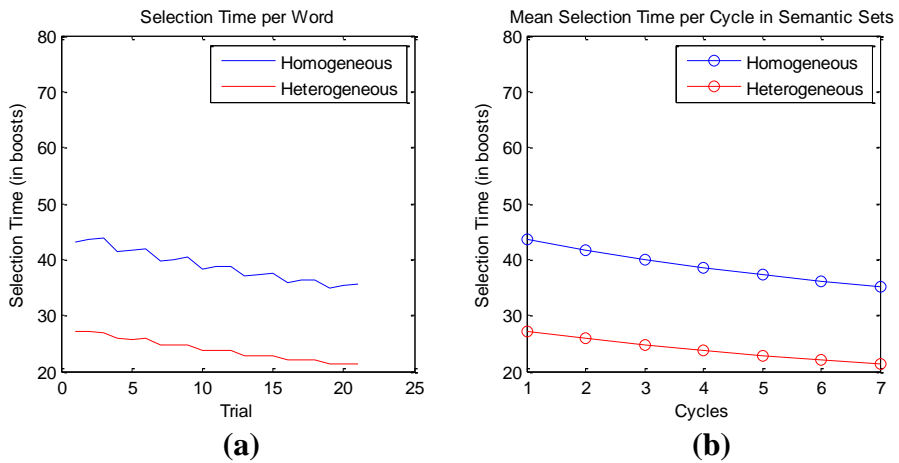 Selection Time per Word
80
70
60
50
40
30
20
0
5
10
15
20
25
Selection Time (in boosts)
Trial
Homogeneous
Heterogeneous
(a)
Mean Selection Time per Cycle in Semantic Sets
80
70
60
50
40
30
20
1
2
3
4
5
6
7
Selection Time (in boosts)
Cycles
Homogeneous
Heterogeneous
(b)